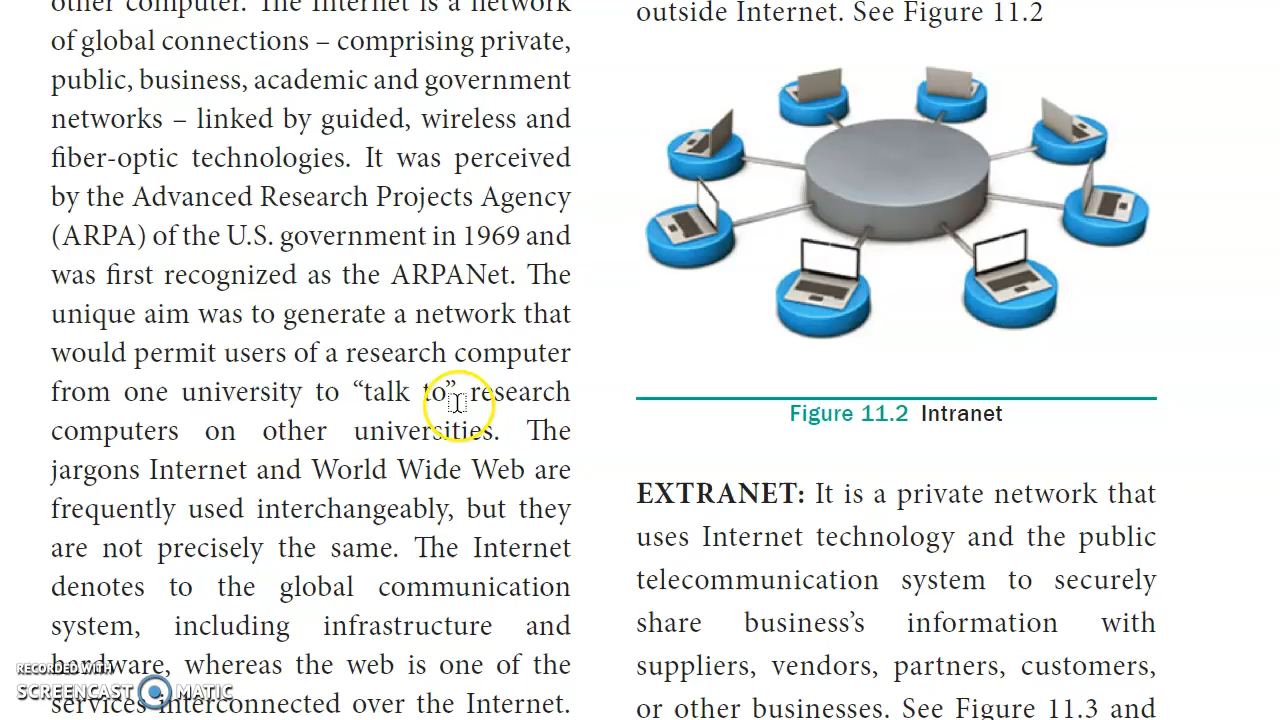 other computer. The Internet is a network
of global connections – comprising private,
public, business, academic and government
networks – linked by guided, wireless and
fiber-optic technologies. It was perceived
by the Advanced Research Projects Agency
(ARPA) of the U.S. government in 1969 and
was first recognized as the ARPANet. The
unique aim was to generate a network that
would permit users of a research computer
from one university to “talk to” research
computers on other universities. The
jargons Internet and World Wide Web are
frequently used interchangeably, but they
are not precisely the same. The Internet
denotes to the global communication
system, including infrastructure and
hardware, whereas the web is one of the
services interconnected over the Internet.
outside Internet. See Figure 11.2
Figure 11.2 Intranet
EXTRANET: It is a private network that
uses Internet technology and the public
telecommunication system to securely
share business’s information with
suppliers, vendors, partners, customers,
or other businesses. See Figure 11.3 and
RECORDED WITH
SCREENCAST MATIC